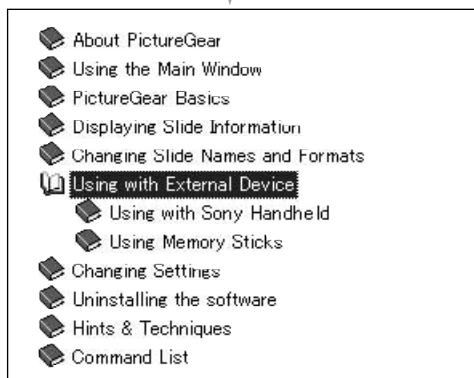 About PictureGear
Using the Main Window
PictureGear Basics
Displaying Slide Information
Changing Slide Names and Formats
Using with External Device
Using with Sony Handheld
Using Memory Sticks
Changing Settings
Uninstalling the software
Hints & Techniques
Command List